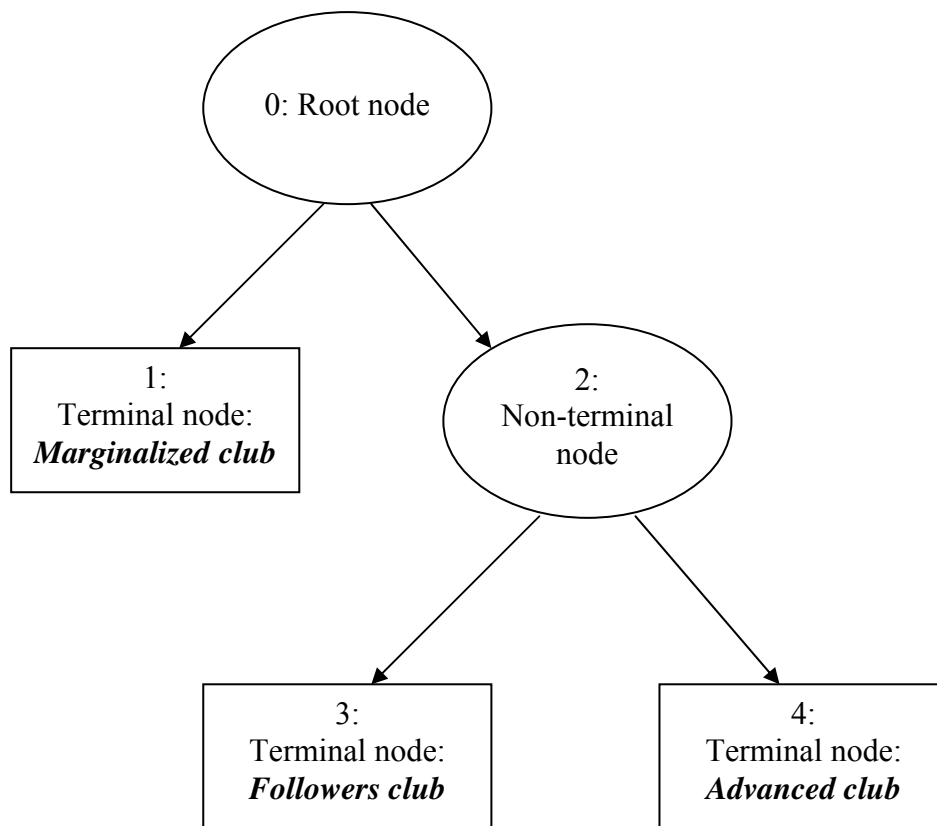 0: Root node
1:
Terminal node:
Marginalized club
2:
Non-terminal
node
3:
Terminal node:
Followers club
4:
Terminal node:
Advanced club